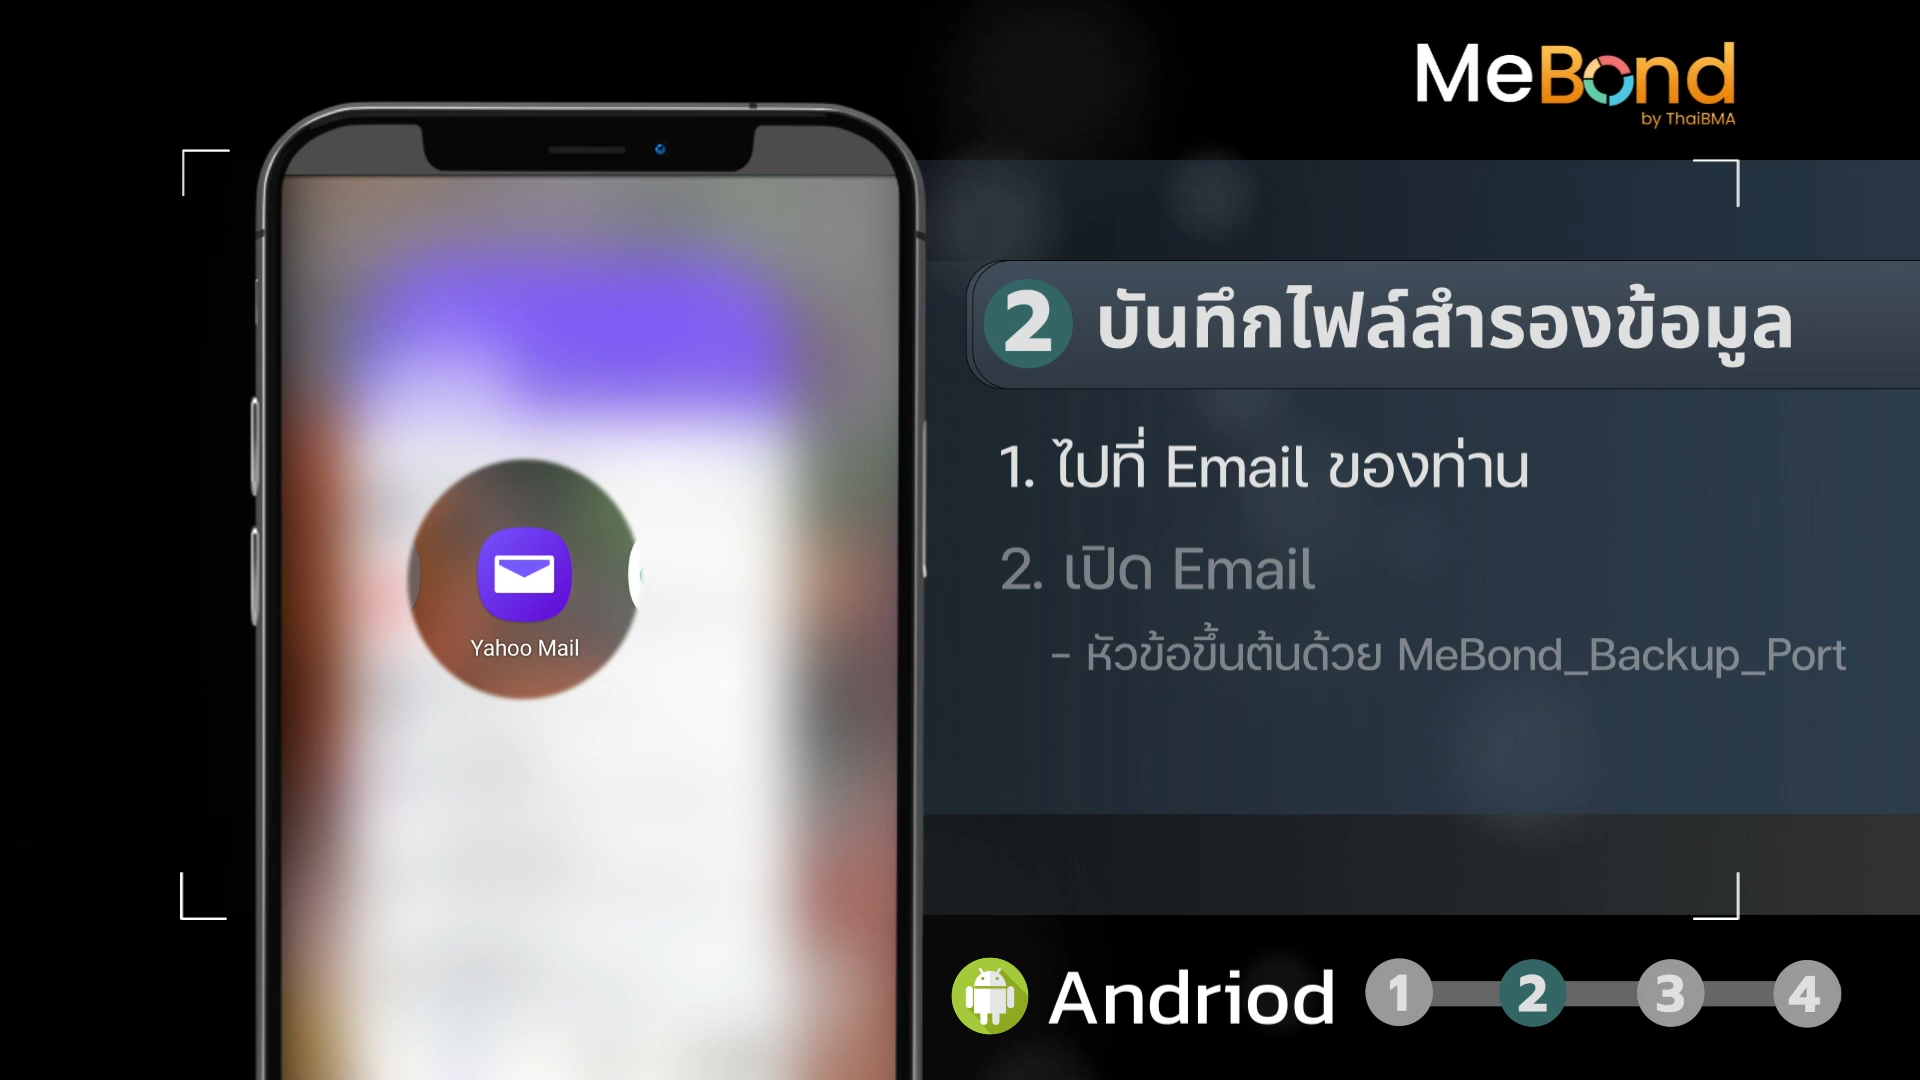 MeBond
by ThaiBMA
2 บันทึกไฟล์สำรองข้อมูล
1. ไปที่ Email ของท่าน
2. เปิด Email
- หัวข้อขึ้นต้นด้วย MeBond_Backup_Port
Yahoo Mail
Andriod 1 2 3 4